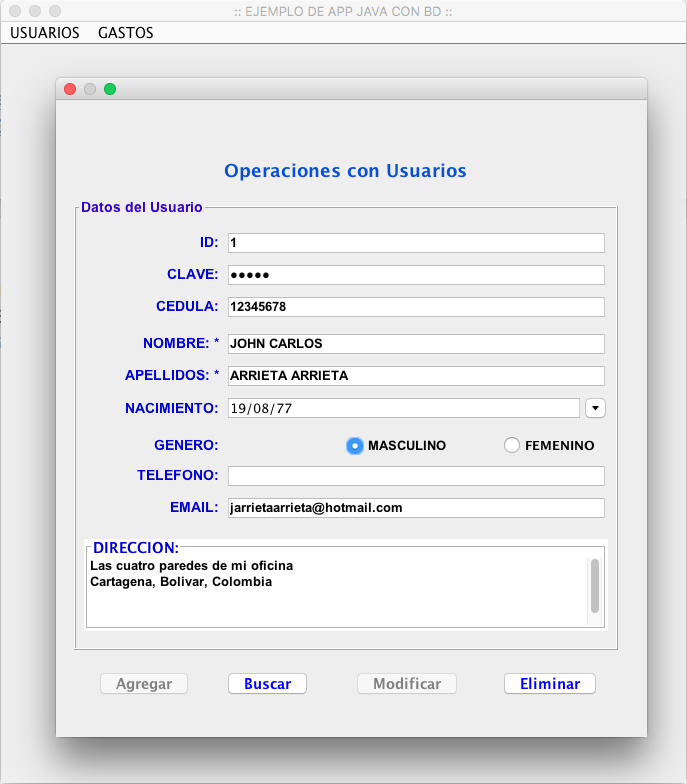 :: EJEMPLO DE APP JAVA CON BD ::
USUARIOS GASTOS
Operaciones con Usuarios
Datos del Usuario
ID: 1
CLAVE: ●●●●●
CEDULA: 12345678
NOMBRE: * JOHN CARLOS
APELLIDOS: * ARRIETA ARRIETA
NACIMIENTO: 19/08/77
GENERO: MASCULINO FEMENINO
TELEFONO:
EMAIL: jarrietaarrieta@hotmail.com
DIRECCION:
Las cuatro paredes de mi oficina
Cartagena, Bolivar, Colombia
Agregar Buscar Modificar Eliminar